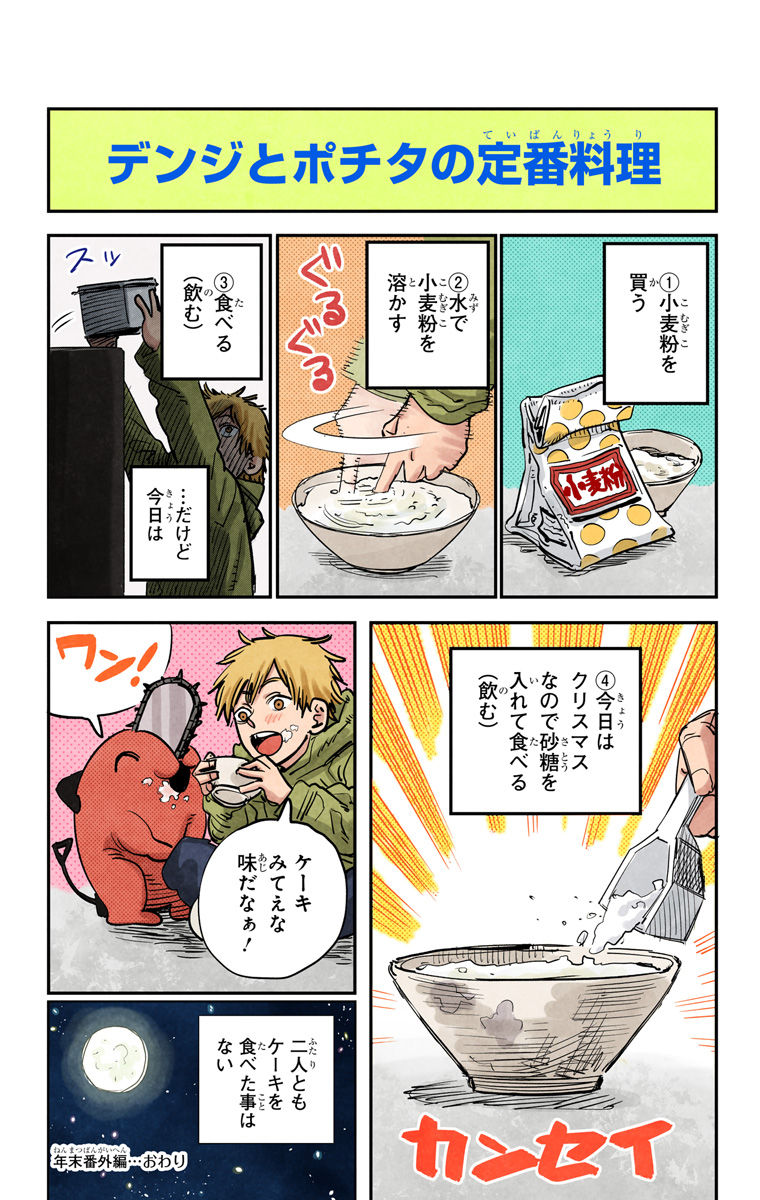 デンジとポチタの定番料理
①小麦粉を
買う
小麦粉
②水で
小麦粉を
溶かす
ぐるぐる
③食べる
(飲む)
スッ
…だけど
今日は
④今日は
クリスマス
なので砂糖を
入れて食べる
(飲む)
カンセイ
ワン!
ケーキ
みてえな
味だなぁ!
二人とも
ケーキを
食べた事は
ない
年末番外編…おわり